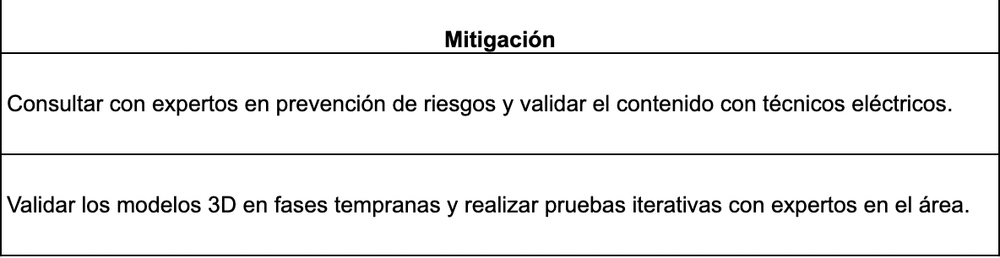 Mitigación
Consultar con expertos en prevención de riesgos y validar el contenido con técnicos eléctricos.
Validar los modelos 3D en fases tempranas y realizar pruebas iterativas con expertos en el área.